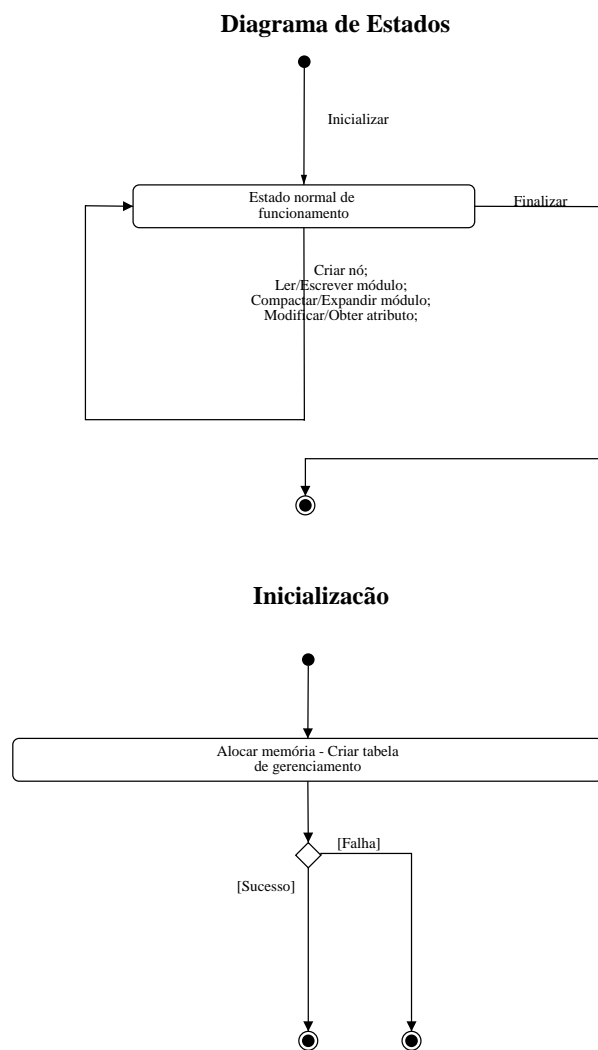 Diagrama de Estados
Inicializar
Estado normal de
funcionamento
Finalizar
Criar nó;
Ler/Escrever módulo;
Compactar/Expandir módulo;
Modificar/Obter atributo;
Inicializacão
Alocar memória - Criar tabela
de gerenciamento
[Falha]
[Sucesso]